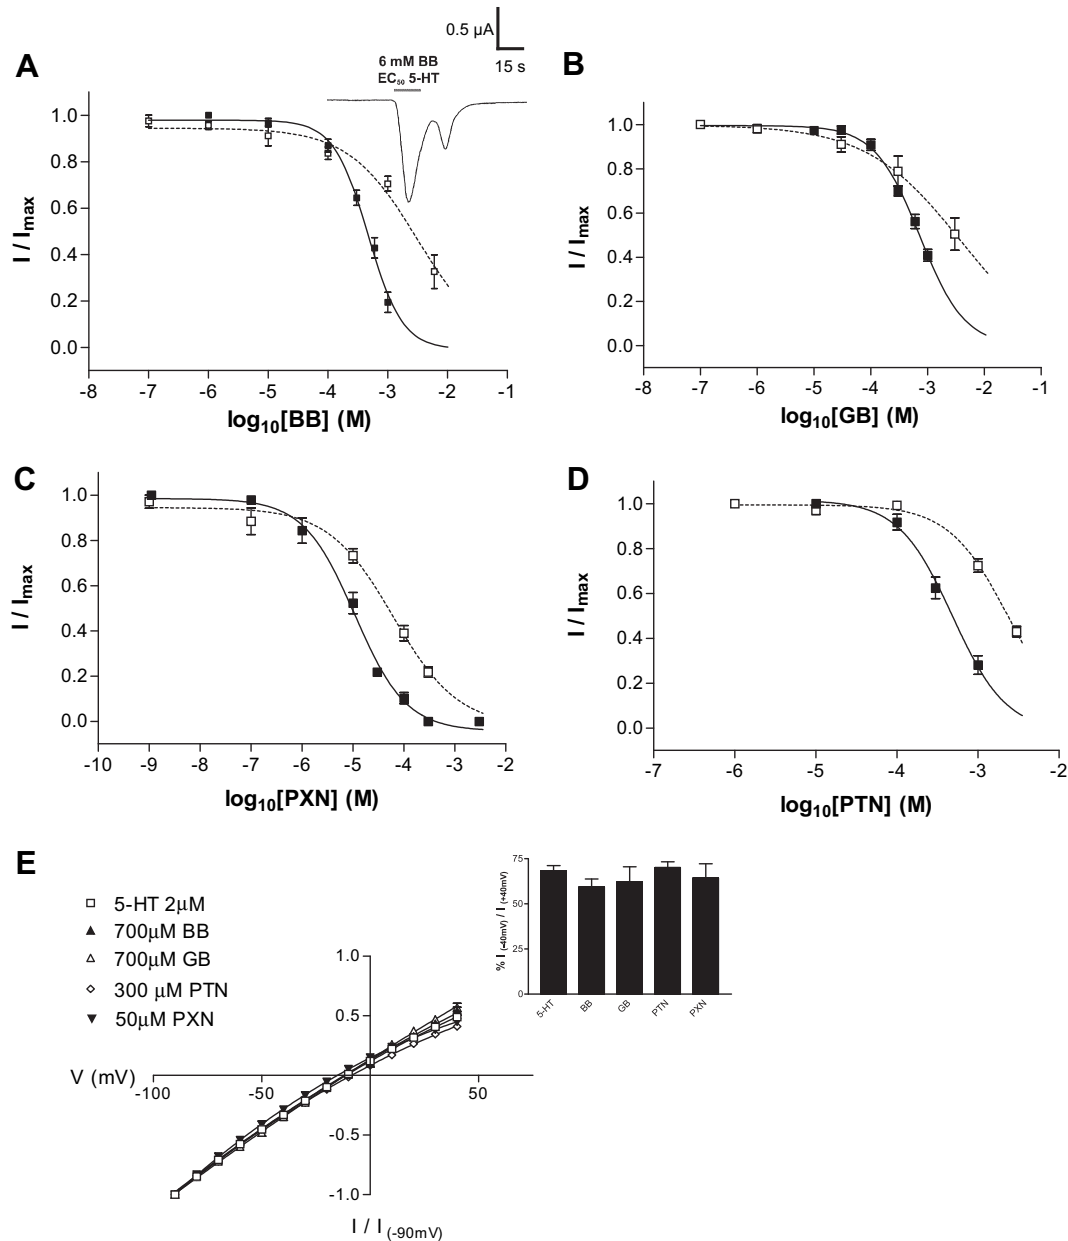 A
0.5 µA
15 s
6 mM BB
EC50 5-HT
I / Imax
1.0
0.8
0.6
0.4
0.2
0.0
-8 -7 -6 -5 -4 -3 -2 -1
log10[BB] (M)
B
I / Imax
1.0
0.8
0.6
0.4
0.2
0.0
-8 -7 -6 -5 -4 -3 -2 -1
log10[GB] (M)
C
I / Imax
1.0
0.8
0.6
0.4
0.2
0.0
-10 -9 -8 -7 -6 -5 -4 -3 -2
log10[PXN] (M)
D
I / Imax
1.0
0.8
0.6
0.4
0.2
0.0
-7 -6 -5 -4 -3 -2
log10[PTN] (M)
E
5-HT 2µM
700µM BB
700µM GB
300 µM PTN
50µM PXN
1.0
0.5
V (mV)
-100 -50 50
-0.5
-1.0
I / I (-90mV)
% I (-40mV) / I (+40mV)
75
50
25
0
5-HT BB GB PTN PXN